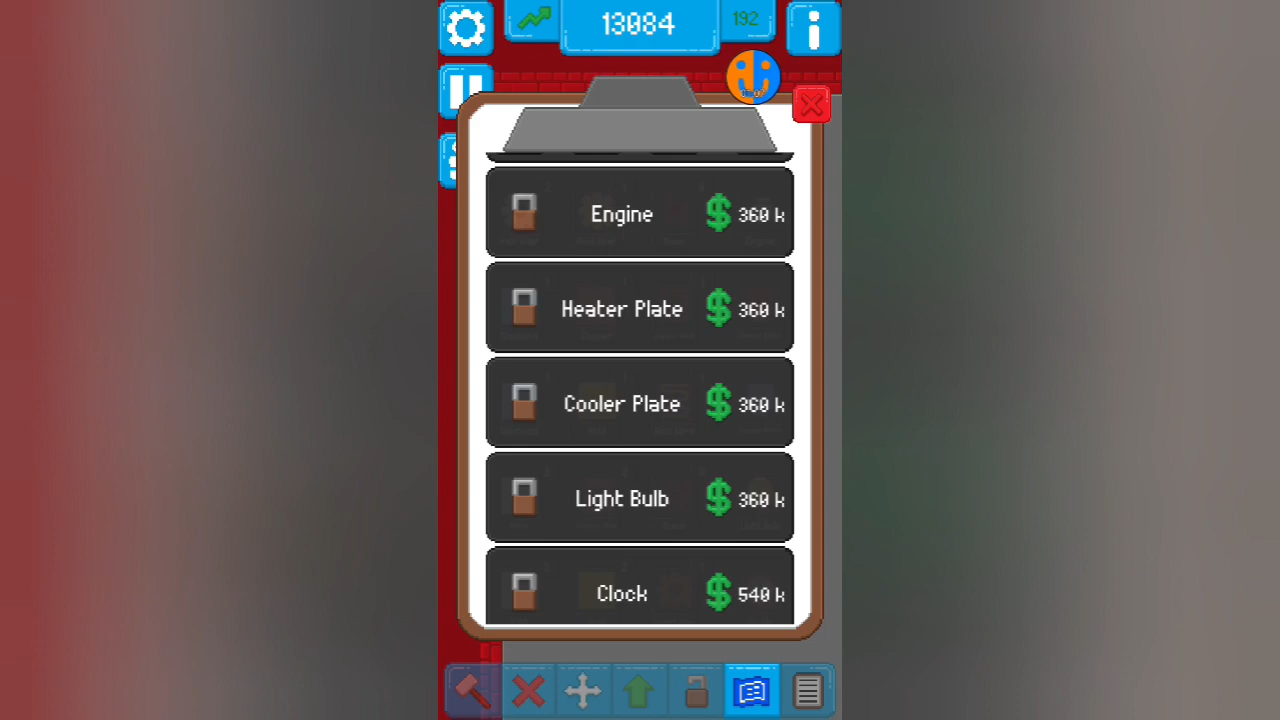 13084
192
Engine
$ 360 k
Heater Plate
$ 360 k
Cooler Plate
$ 360 k
Light Bulb
$ 360 k
Clock
$ 540 k